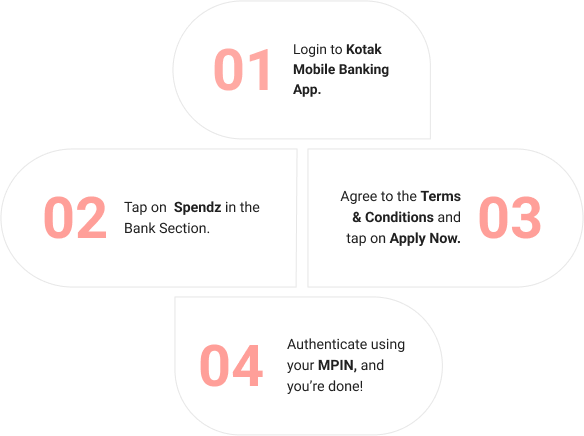 01
Login to Kotak
Mobile Banking
App.
02
Tap on Spendz in the
Bank Section.
03
Agree to the Terms
& Conditions and
tap on Apply Now.
04
Authenticate using
your MPIN, and
you’re done!